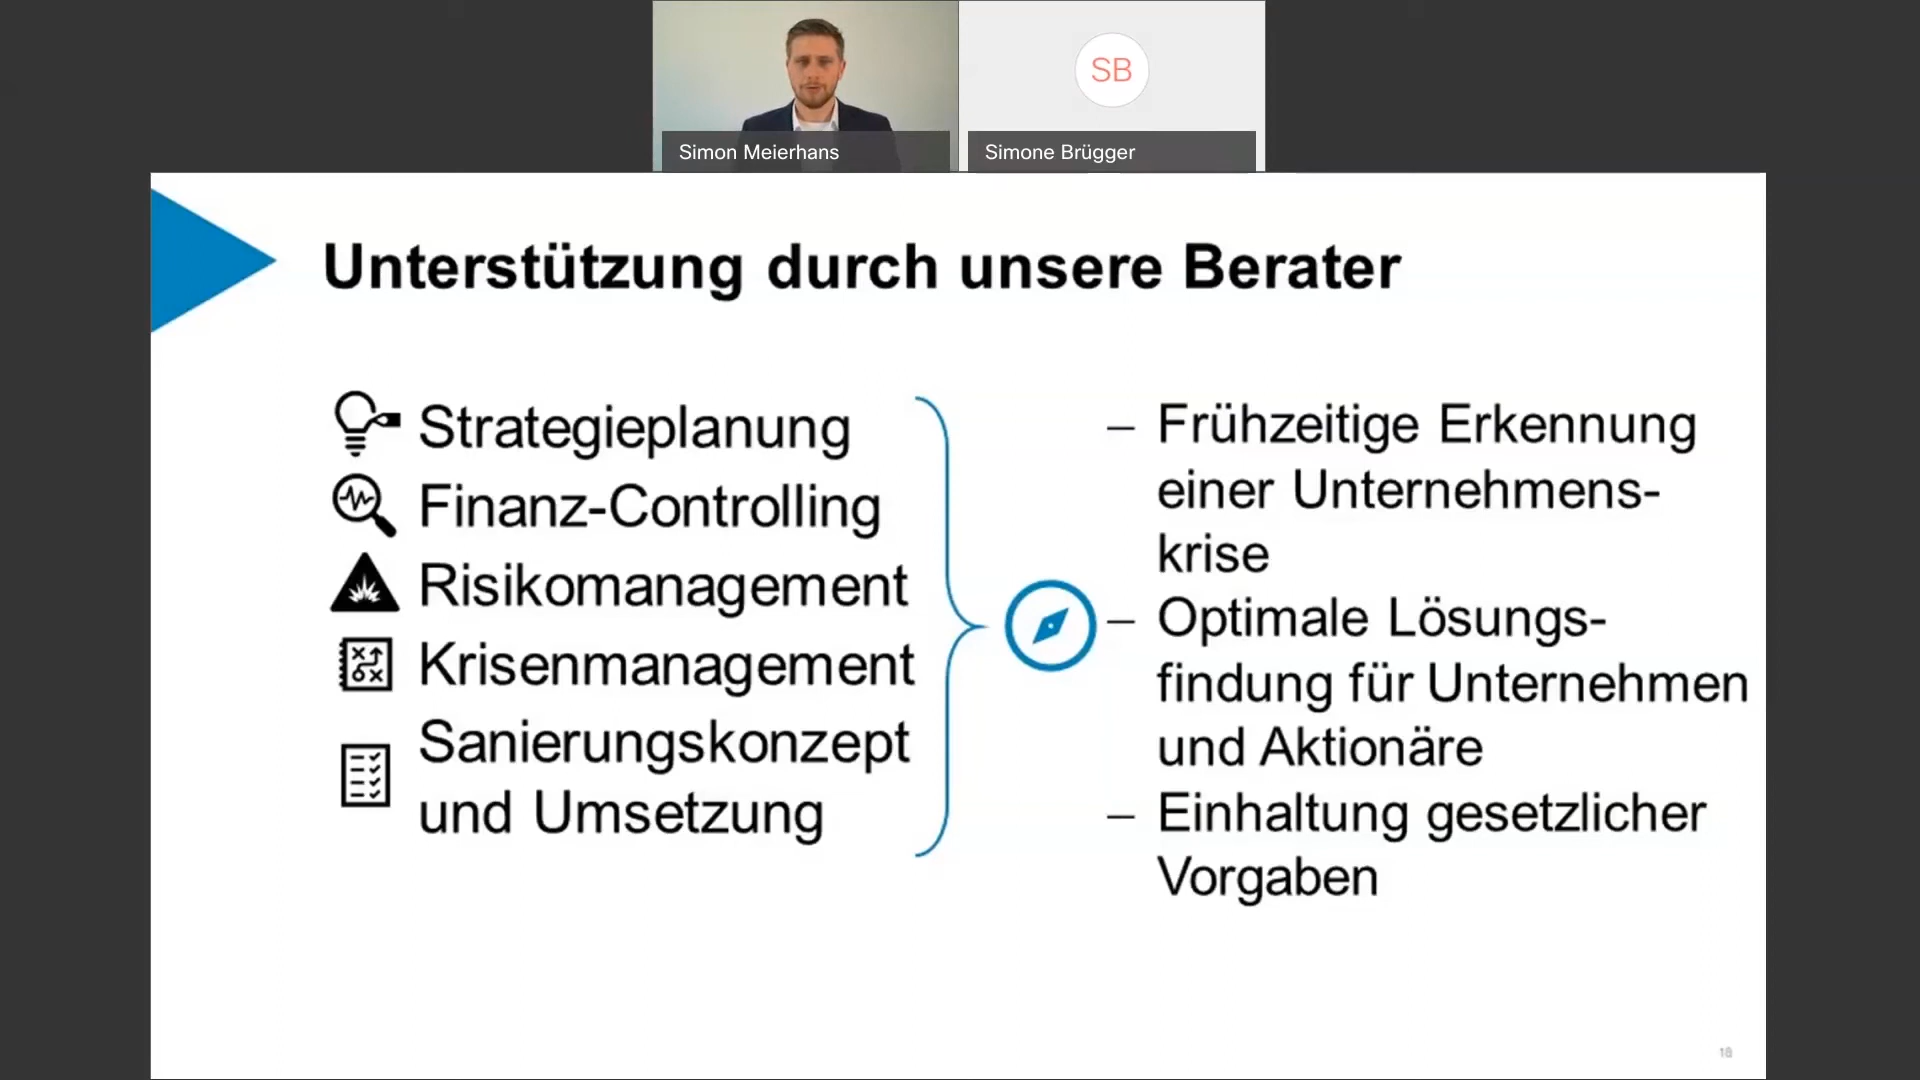 SB
Simon Meierhans
Simone Brügger
Unterstützung durch unsere Berater
Strategieplanung
Finanz-Controlling
Risikomanagement
Krisenmanagement
Sanierungskonzept
und Umsetzung
– Frühzeitige Erkennung
einer Unternehmens-
krise
– Optimale Lösungs-
findung für Unternehmen
und Aktionäre
– Einhaltung gesetzlicher
Vorgaben